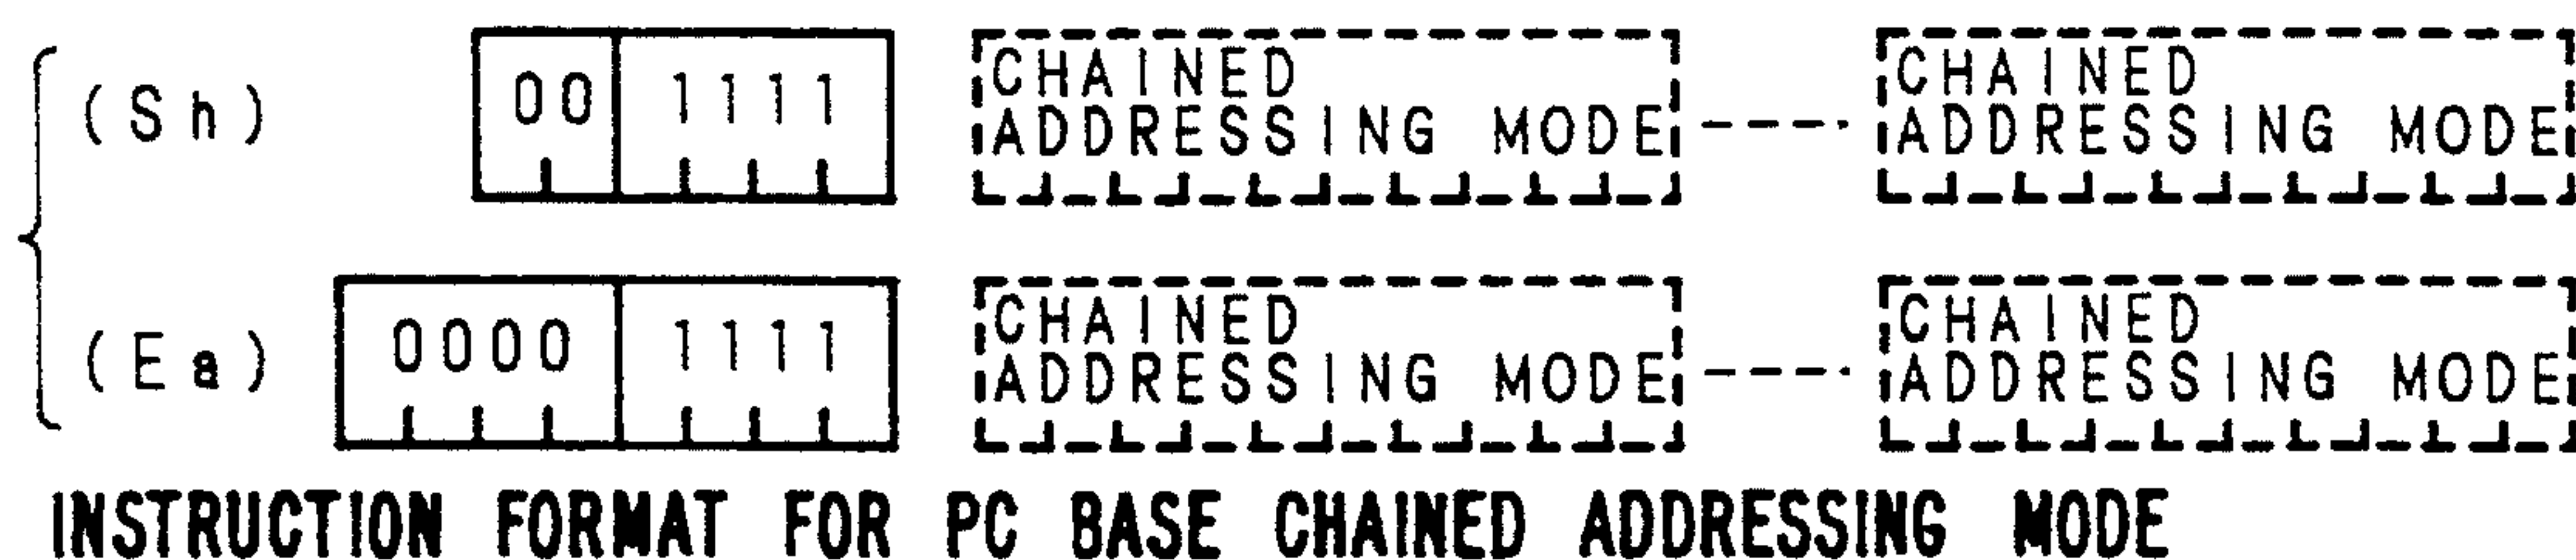 (Sh) 00 1111 CHAINED ADDRESSING MODE ---- CHAINED ADDRESSING MODE
(Ea) 0000 1111 CHAINED ADDRESSING MODE ---- CHAINED ADDRESSING MODE
INSTRUCTION FORMAT FOR PC BASE CHAINED ADDRESSING MODE